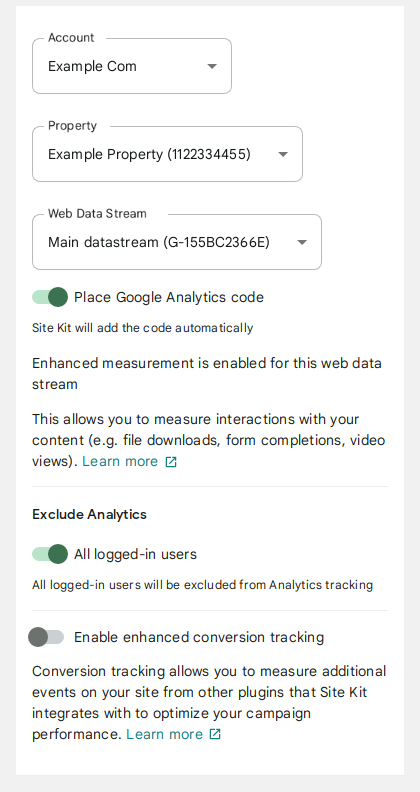 Account
Example Com
Property
Example Property (1122334455)
Web Data Stream
Main datastream (G-155BC2366E)
Place Google Analytics code
Site Kit will add the code automatically
Enhanced measurement is enabled for this web data
stream
This allows you to measure interactions with your
content (e.g. file downloads, form completions, video
views). Learn more
Exclude Analytics
All logged-in users
All logged-in users will be excluded from Analytics tracking
Enable enhanced conversion tracking
Conversion tracking allows you to measure additional
events on your site from other plugins that Site Kit
integrates with to optimize your campaign
performance. Learn more